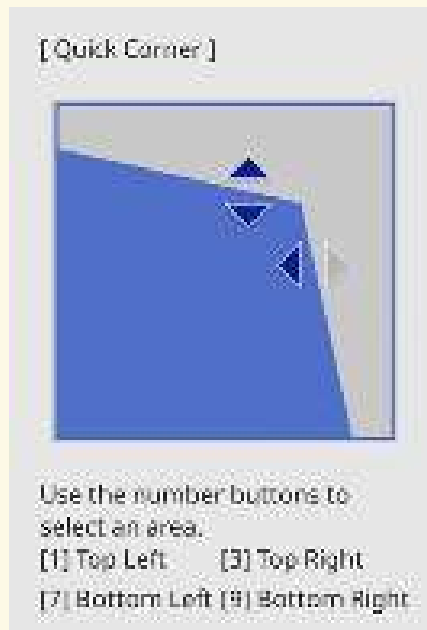 [ Quick Corner ]
Use the number buttons to
select an area.
[1] Top Left [3] Top Right
[7] Bottom Left [9] Bottom Right